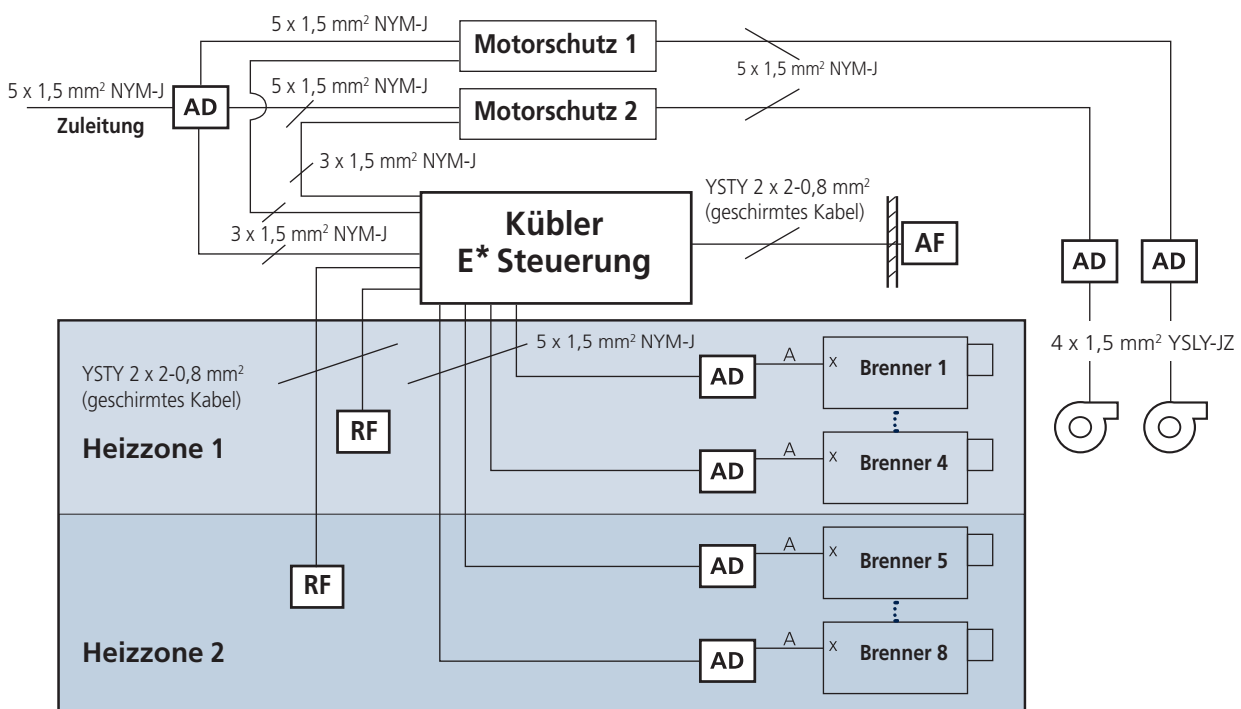 5 x 1,5 mm² NYM-J
Motorschutz 1
5 x 1,5 mm² NYM-J
5 x 1,5 mm² NYM-J
AD
Zuleitung
5 x 1,5 mm² NYM-J
Motorschutz 2
3 x 1,5 mm² NYM-J
YSTY 2 x 2-0,8 mm²
(geschirmtes Kabel)
Kübler
E* Steuerung
3 x 1,5 mm² NYM-J
AF
AD
AD
4 x 1,5 mm² YSLY-JZ
YSTY 2 x 2-0,8 mm²
(geschirmtes Kabel)
5 x 1,5 mm² NYM-J
AD
A
x
Brenner 1
RF
Heizzone 1
AD
A
x
Brenner 4
RF
AD
A
x
Brenner 5
Heizzone 2
AD
A
x
Brenner 8